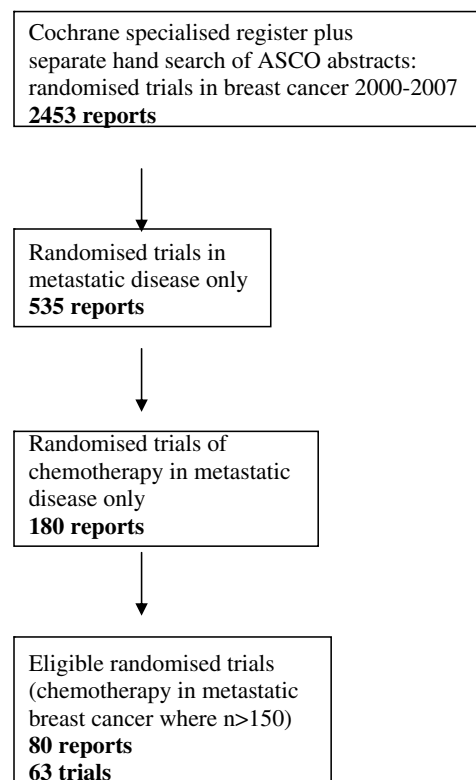 Cochrane specialised register plus
separate hand search of ASCO abstracts:
randomised trials in breast cancer 2000-2007
2453 reports
Randomised trials in
metastatic disease only
535 reports
Randomised trials of
chemotherapy in metastatic
disease only
180 reports
Eligible randomised trials
(chemotherapy in metastatic
breast cancer where n>150)
80 reports
63 trials